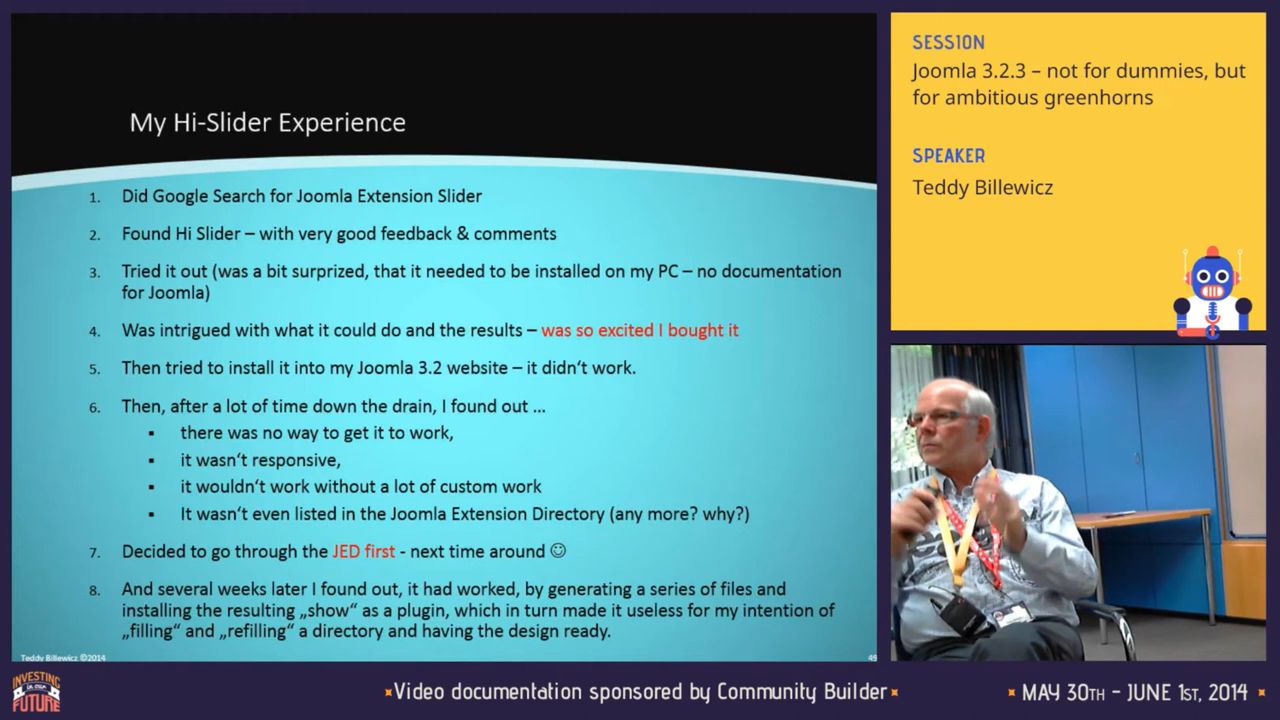 My Hi-Slider Experience
1. Did Google Search for Joomla Extension Slider
2. Found Hi Slider – with very good feedback & comments
3. Tried it out (was a bit surprized, that it needed to be installed on my PC – no documentation
for Joomla)
4. Was intrigued with what it could do and the results – was so excited I bought it
5. Then tried to install it into my Joomla 3.2 website – it didn‘t work.
6. Then, after a lot of time down the drain, I found out ...
▪ there was no way to get it to work,
▪ it wasn‘t responsive,
▪ it wouldn‘t work without a lot of custom work
▪ It wasn‘t even listed in the Joomla Extension Directory (any more? why?)
7. Decided to go through the JED first - next time around ☺
8. And several weeks later I found out, it had worked, by generating a series of files and
installing the resulting „show“ as a plugin, which in turn made it useless for my intention of
„filling“ and „refilling“ a directory and having the design ready.
Teddy Billewicz ©2014
49
SESSION
Joomla 3.2.3 – not for dummies, but
for ambitious greenhorns
SPEAKER
Teddy Billewicz
INVESTING
IN OUR
FUTURE
Video documentation sponsored by Community Builder
MAY 30TH - JUNE 1ST, 2014